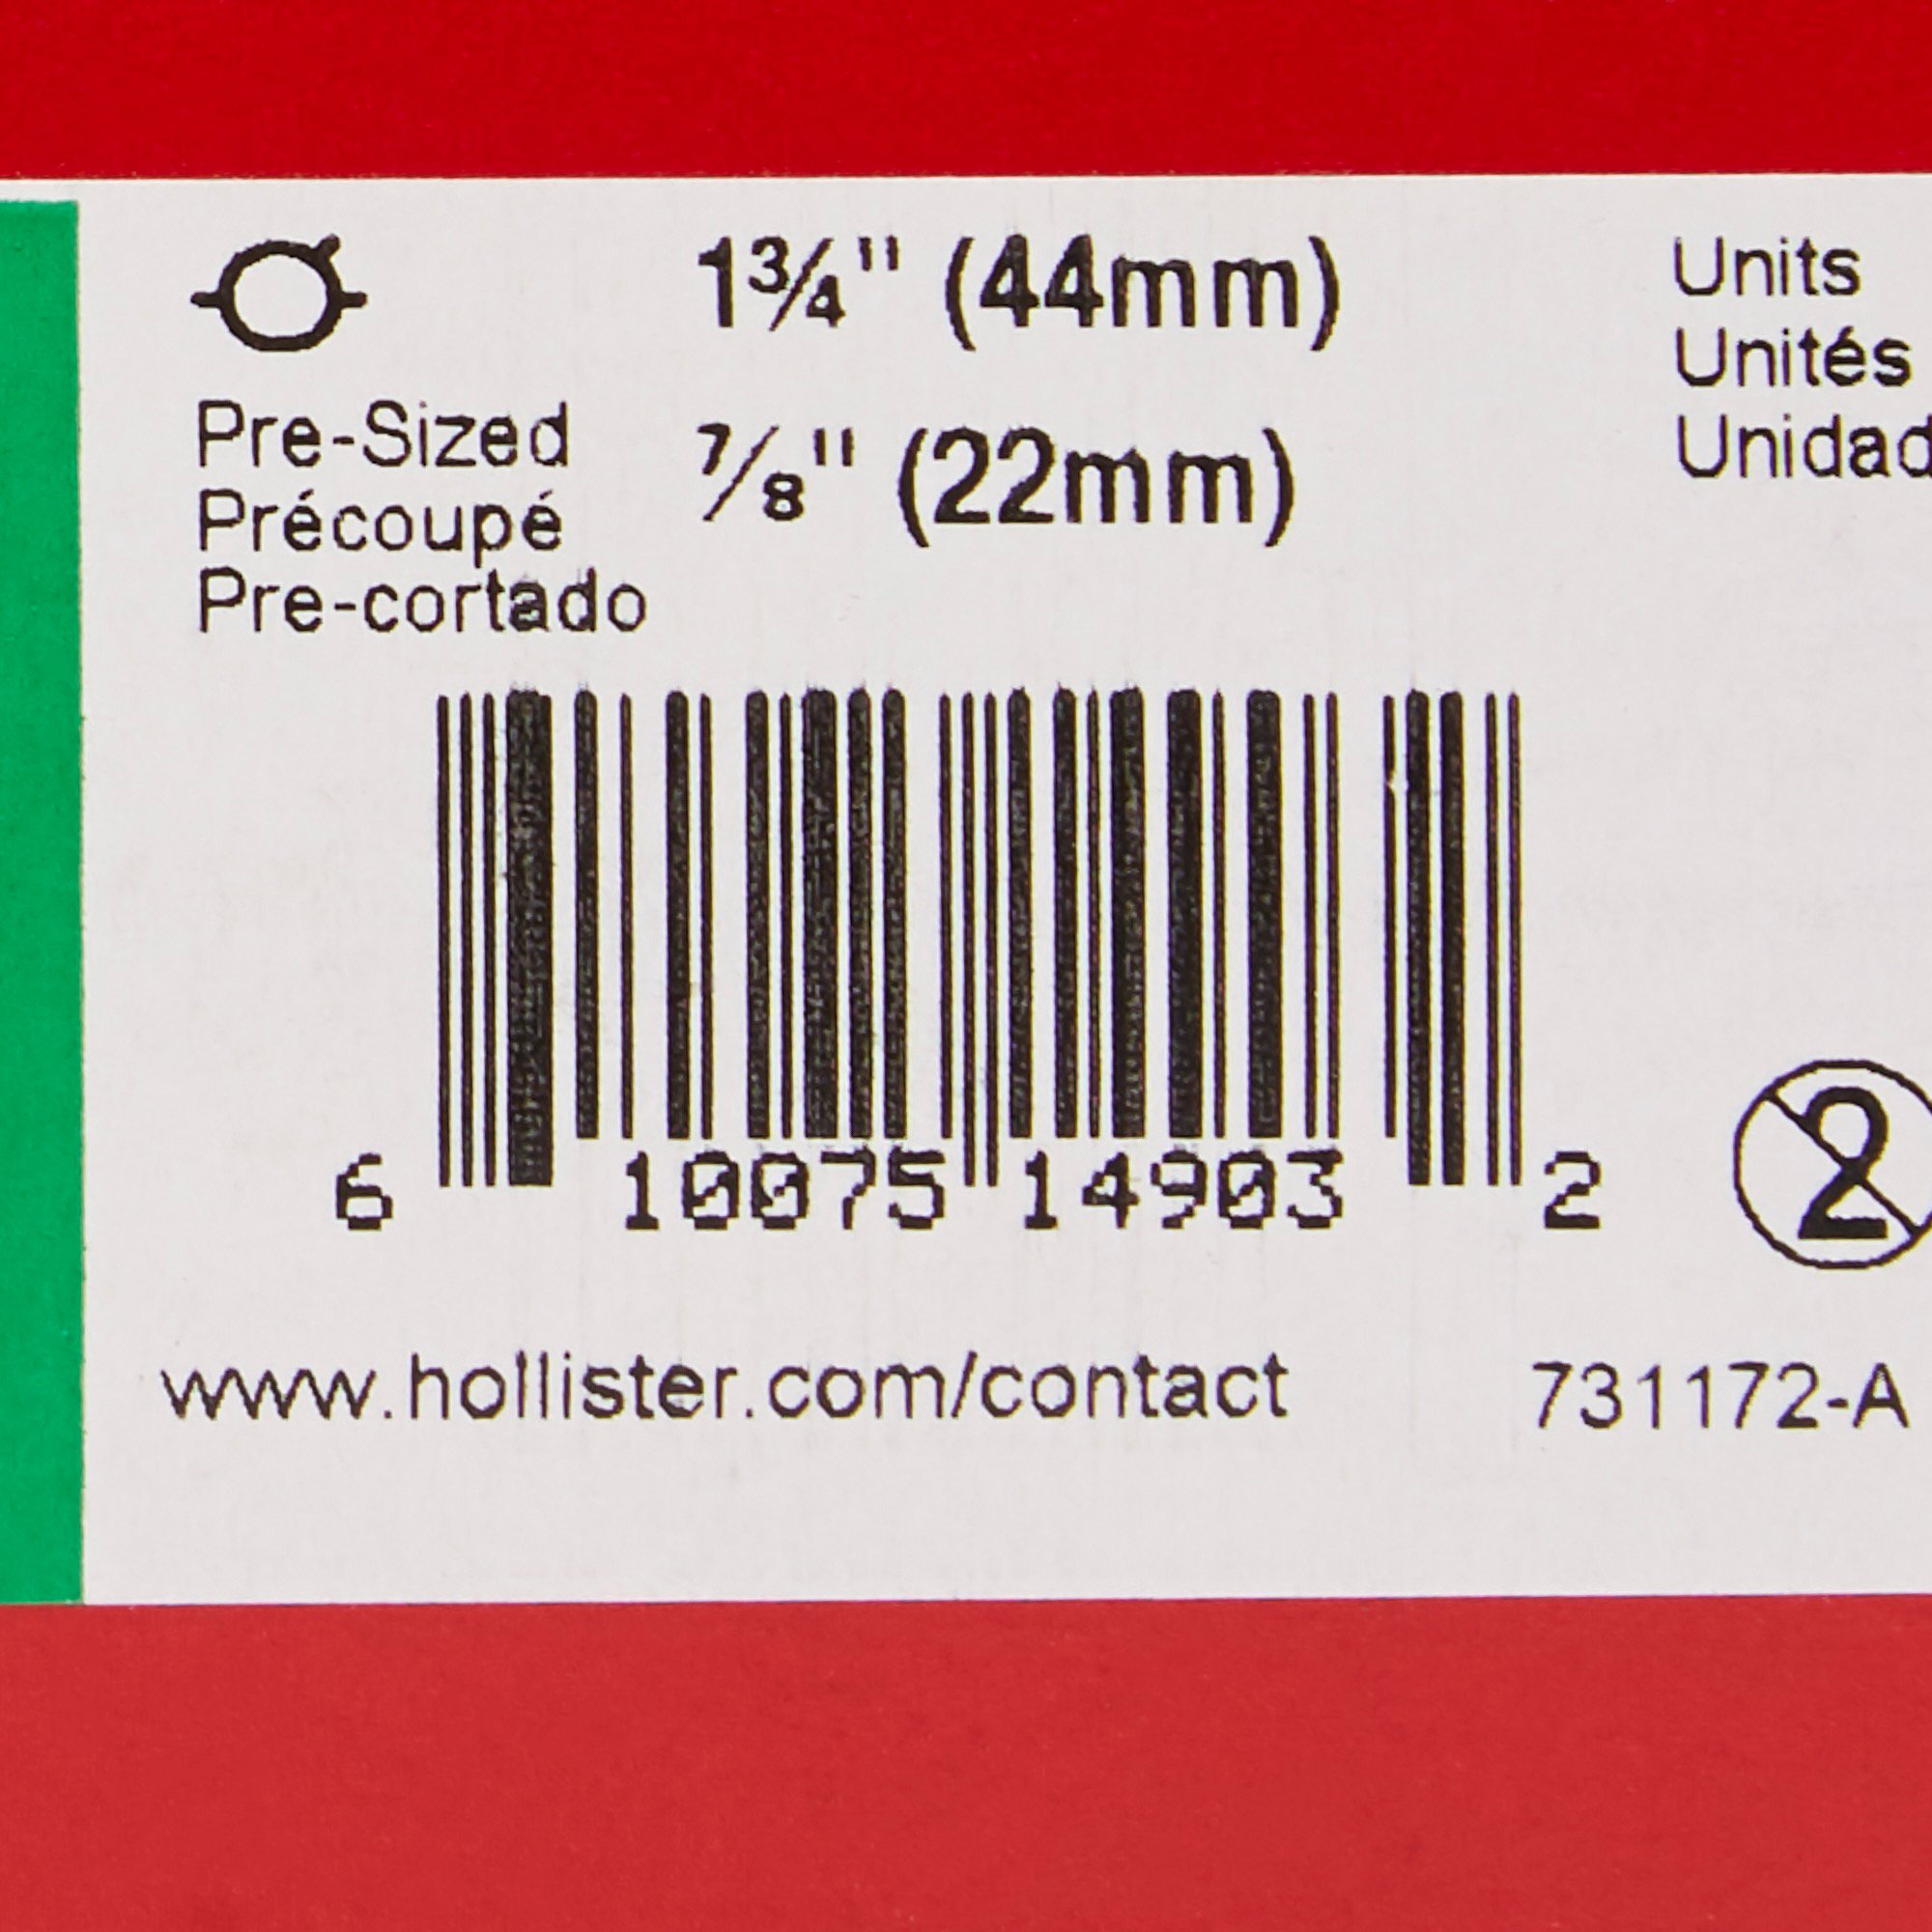 1¾" (44mm)
Pre-Sized
Précoupé
Pre-cortado
⅞" (22mm)
Units
Unités
6 10075 14903 2
2
www.hollister.com/contact
731172-A